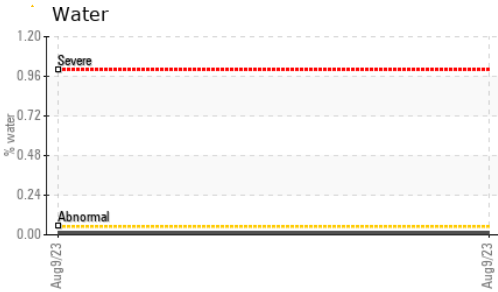 Water
1.20
Severe
0.96
0.72
% water
0.48
0.24
Abnormal
0.00
Aug9/23
Aug9/23